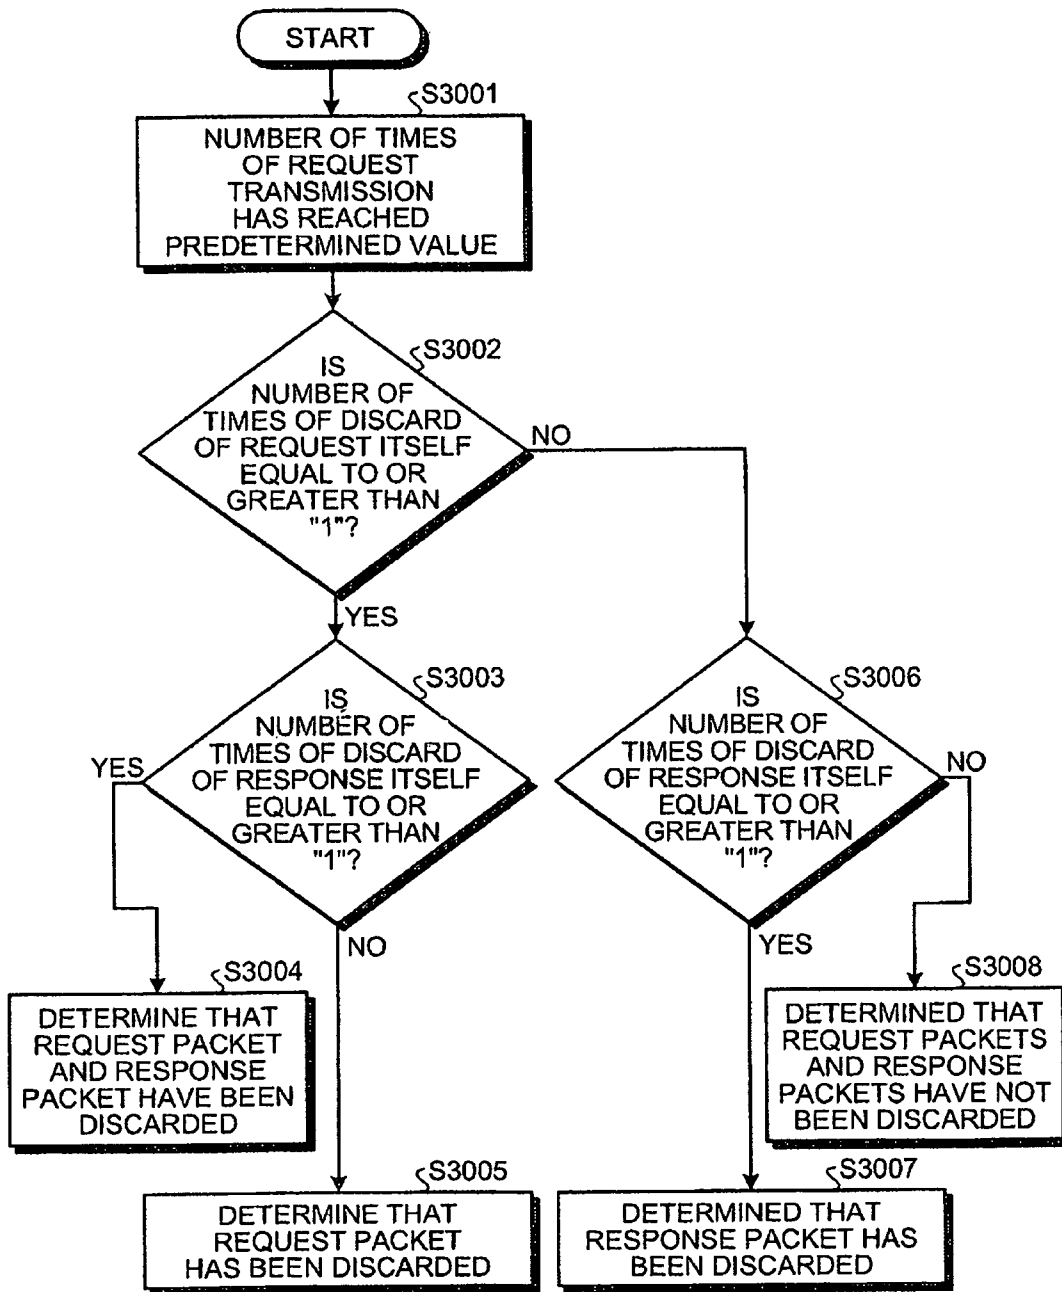 START
S3001
NUMBER OF TIMES
OF REQUEST
TRANSMISSION
HAS REACHED
PREDETERMINED VALUE
S3002
IS
NUMBER OF
TIMES OF DISCARD
OF REQUEST ITSELF
EQUAL TO OR
GREATER THAN
"1"?
NO
YES
S3003
IS
NUMBER OF
TIMES OF DISCARD
OF RESPONSE ITSELF
EQUAL TO OR
GREATER THAN
"1"?
YES
NO
S3006
IS
NUMBER OF
TIMES OF DISCARD
OF RESPONSE ITSELF
EQUAL TO OR
GREATER THAN
"1"?
NO
YES
S3004
DETERMINE THAT
REQUEST PACKET
AND RESPONSE
PACKET HAVE BEEN
DISCARDED
S3008
DETERMINED THAT
REQUEST PACKETS
AND RESPONSE
PACKETS HAVE NOT
BEEN DISCARDED
S3005
DETERMINE THAT
REQUEST PACKET
HAS BEEN DISCARDED
S3007
DETERMINED THAT
RESPONSE PACKET HAS
BEEN DISCARDED